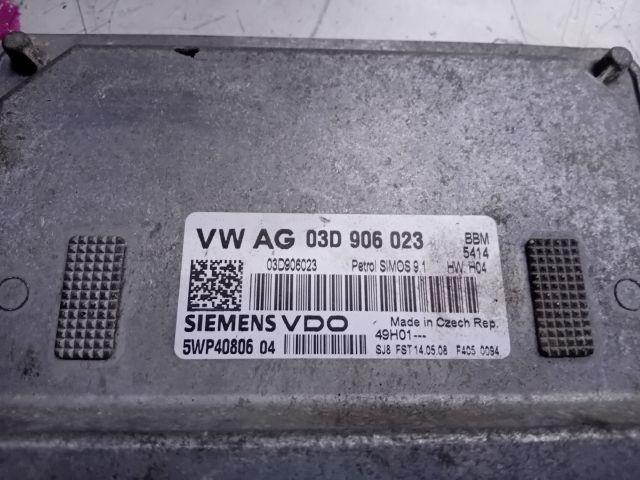 VW AG 03D 906 023
BBM
5414
03D906023 Petrol SIMOS 9.1 HW H04
SIEMENS VDO Made in Czech Rep.
49H01---
5WP40806 04 SJ8 FST 14.05.08 F405 0094